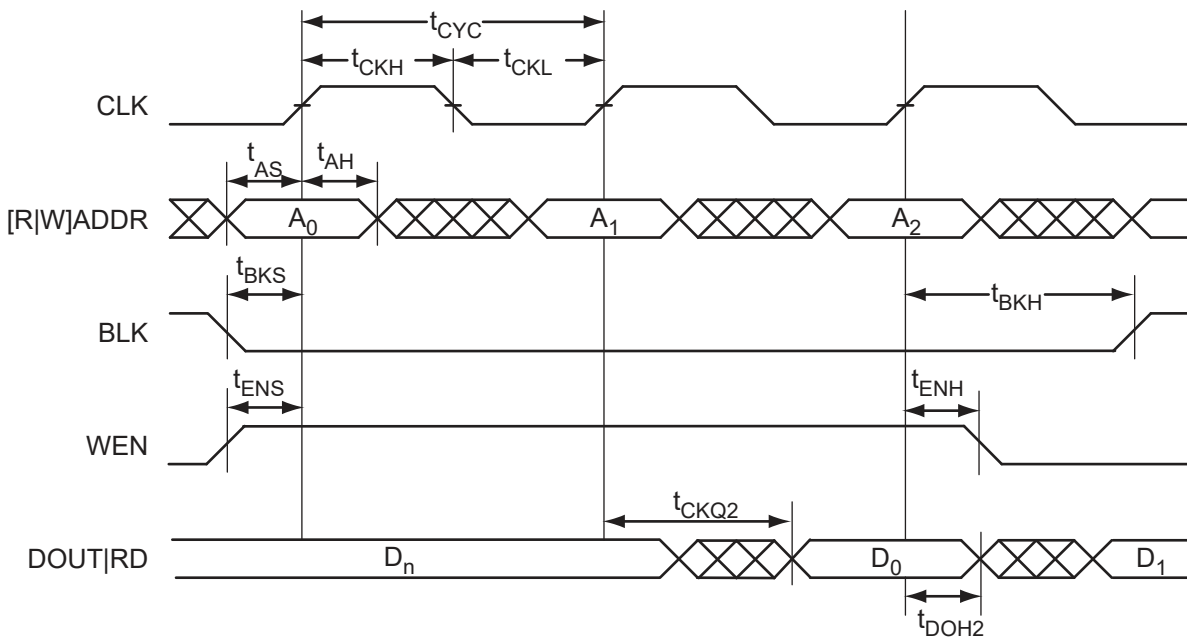 tCYC
tCKH tCKL
CLK
tAS tAH
[R|W]ADDR A0 A1 A2
tBKS tBKH
BLK
tENS tENH
WEN
tCKQ2
DOUT|RD Dn D0 D1
tDOH2